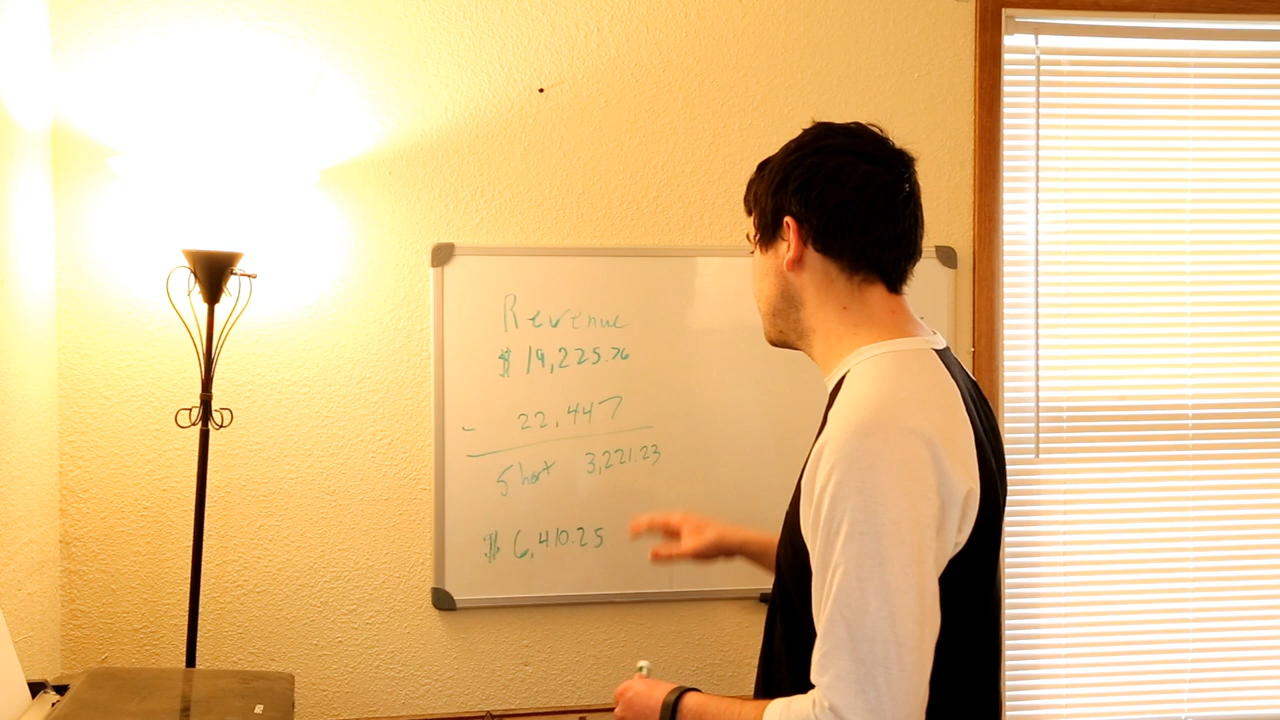 Revenue
$ 19,225.76
- 22,447
Short 3,221.23
$ 6,410.25